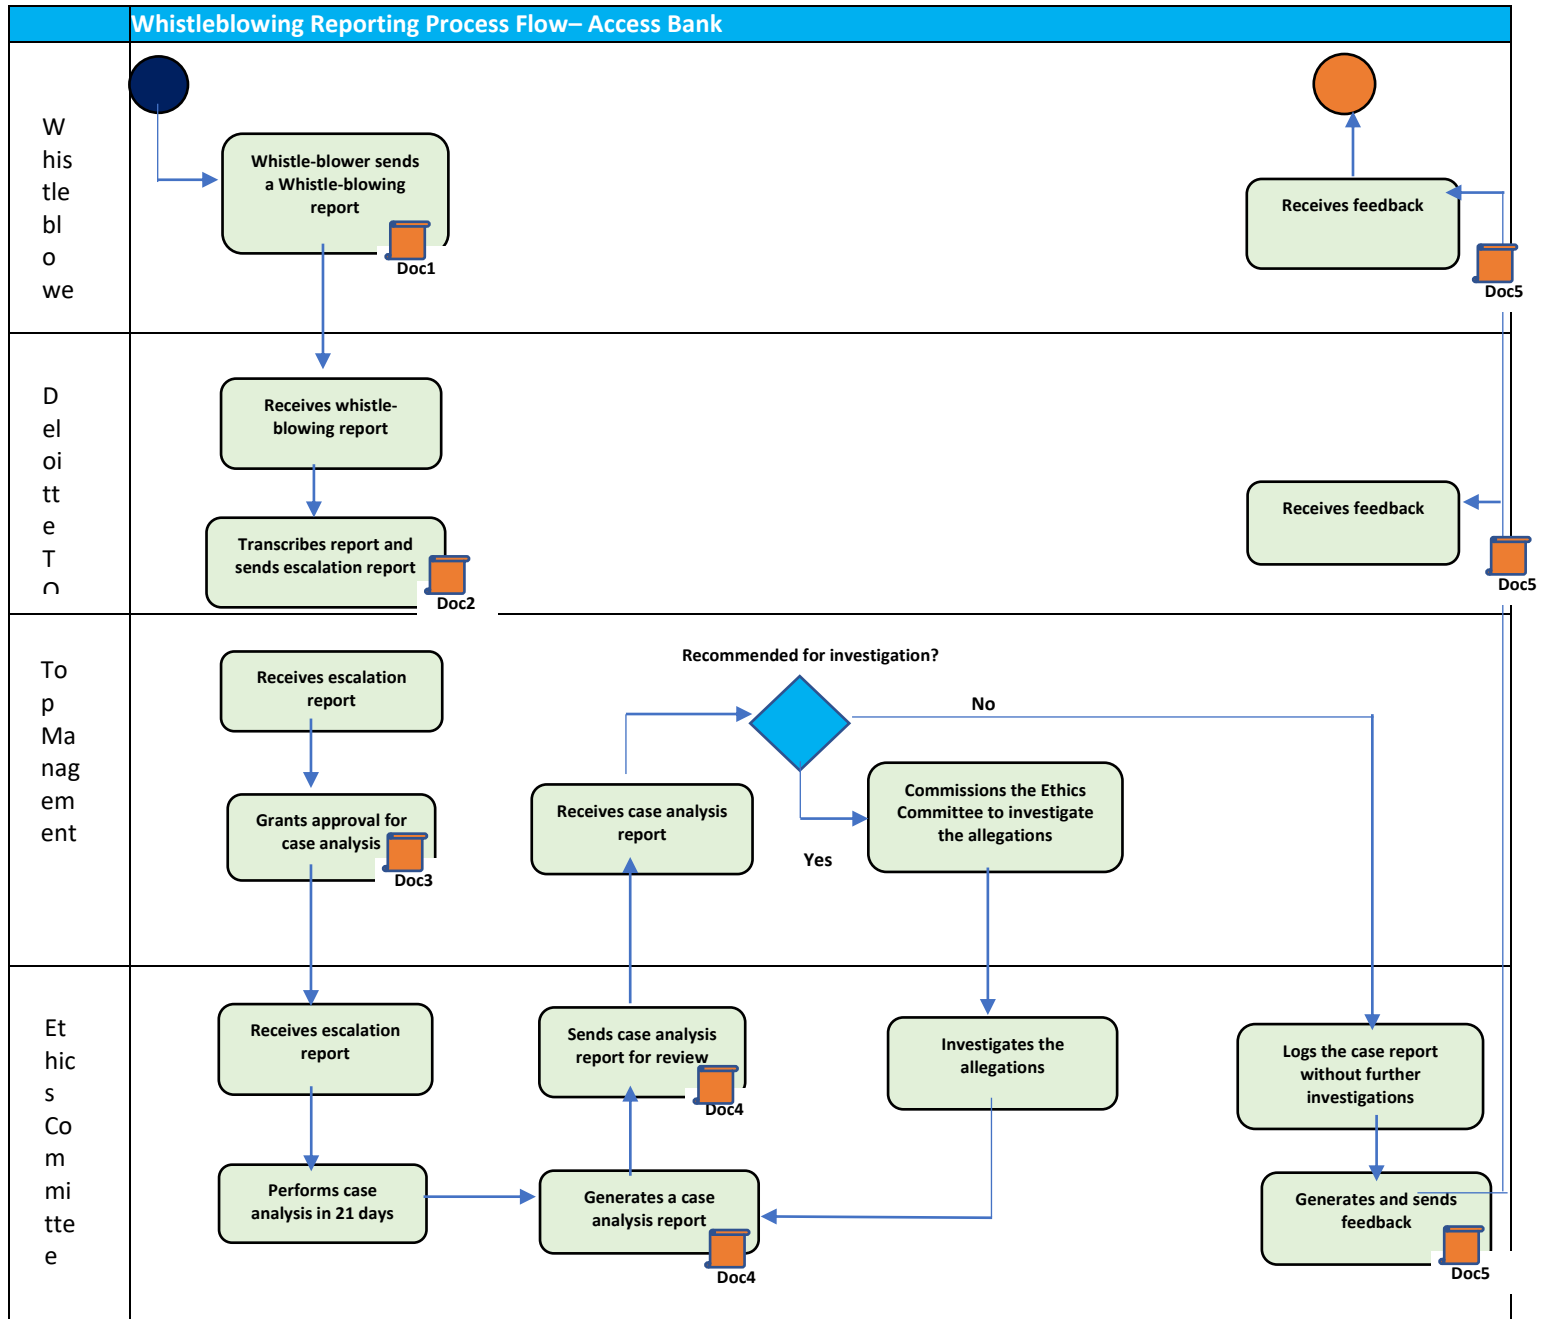 Whistleblowing Reporting Process Flow– Access Bank
W
his
tle
bl
o
we
Whistle-blower sends
a Whistle-blowing
report
Doc1
Receives feedback
Doc5
D
el
oi
tt
e
T
O
Receives whistle-
blowing report
Transcribes report and
sends escalation report
Doc2
Receives feedback
Doc5
To
p
Ma
nag
em
ent
Receives escalation
report
Grants approval for
case analysis
Doc3
Receives case analysis
report
Recommended for investigation?
No
Yes
Commissions the Ethics
Committee to investigate
the allegations
Et
hic
s
Co
m
mi
tte
e
Receives escalation
report
Performs case
analysis in 21 days
Sends case analysis
report for review
Doc4
Generates a case
analysis report
Doc4
Investigates the
allegations
Logs the case report
without further
investigations
Generates and sends
feedback
Doc5